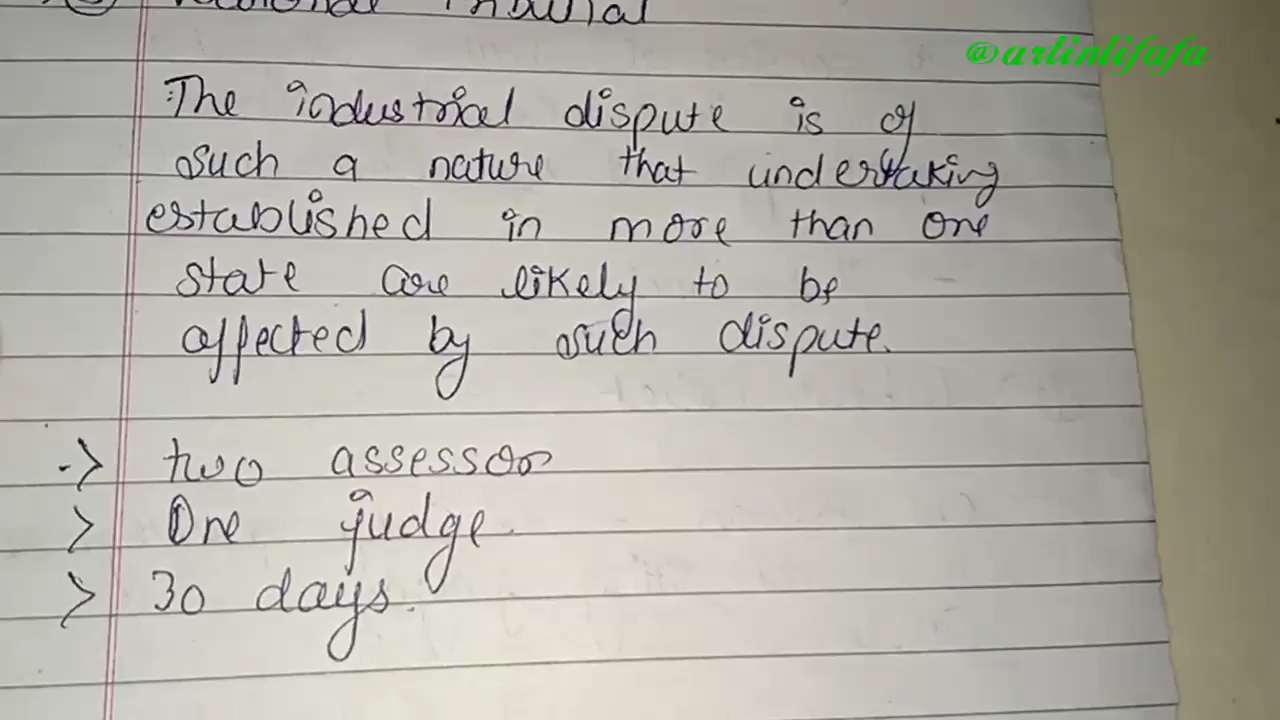 Tribunal
@arlinlifafa
The industrial dispute is of
such a nature that undertaking
established in more than one
state are likely to be
affected by such dispute.
-> two assessor
> One judge.
> 30 days.